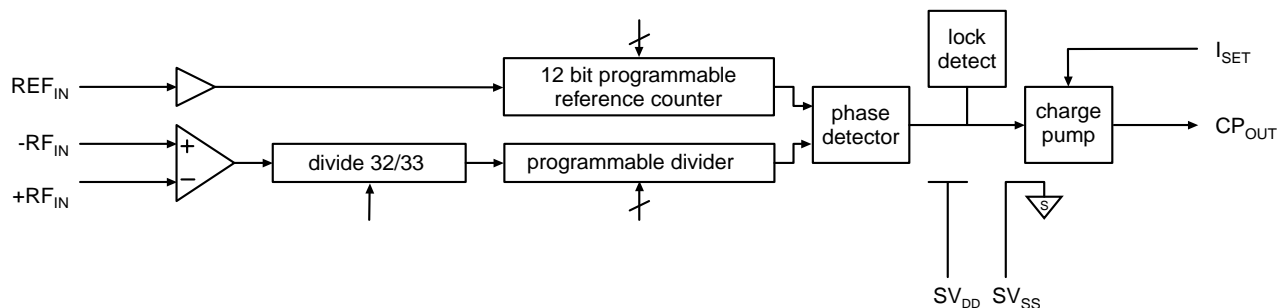 lock
detect
REF_IN
12 bit programmable
reference counter
I_SET
phase
detector
charge
pump
CP_OUT
-RF_IN
+
−
+RF_IN
divide 32/33
programmable divider
S
SV_DD
SV_SS